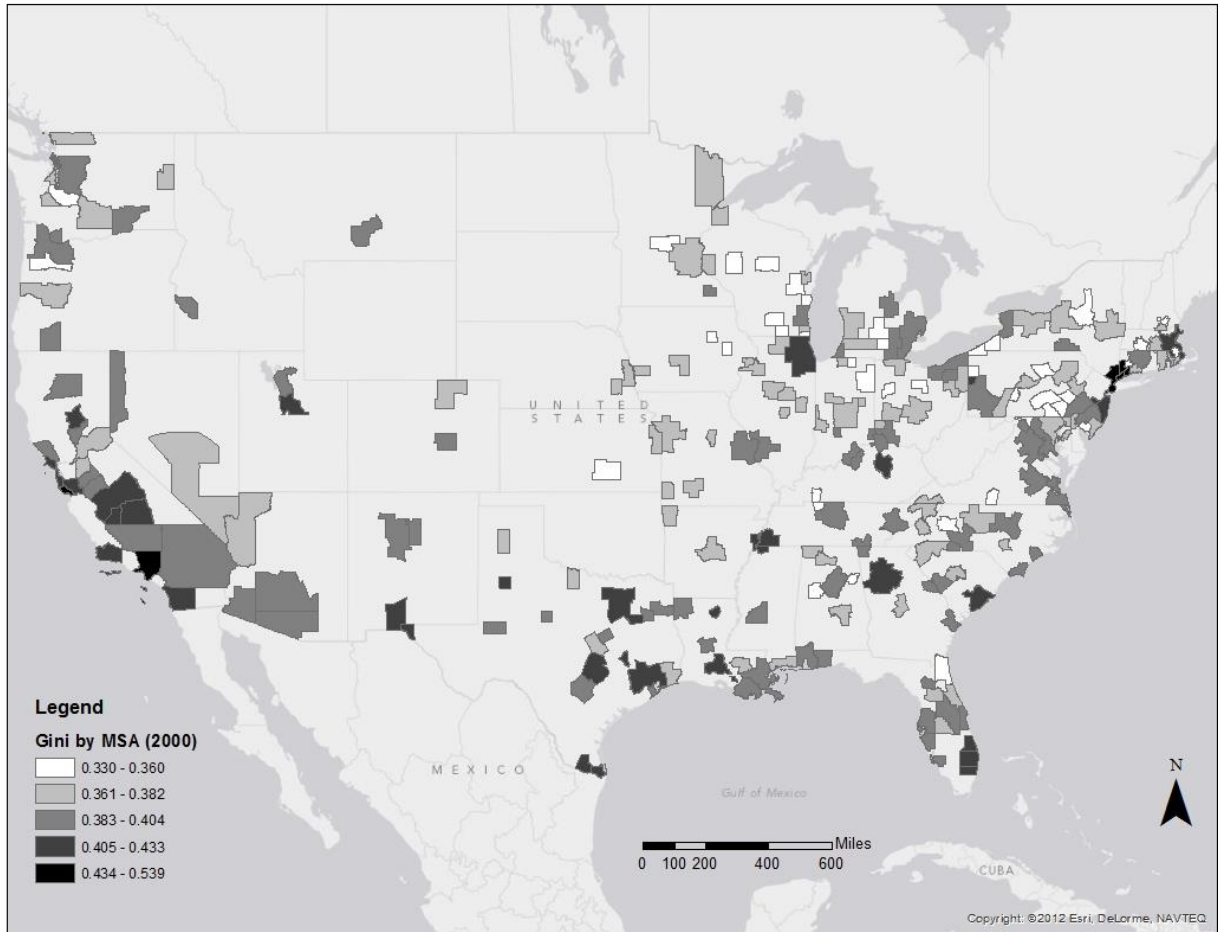 UNITED
STATES
MEXICO
Gulf of Mexico
CUBA
Legend
Gini by MSA (2000)
0.330 - 0.360
0.361 - 0.382
0.383 - 0.404
0.405 - 0.433
0.434 - 0.539
N
Miles
0 100 200 400 600
Copyright: ©2012 Esri, DeLorme, NAVTEQ